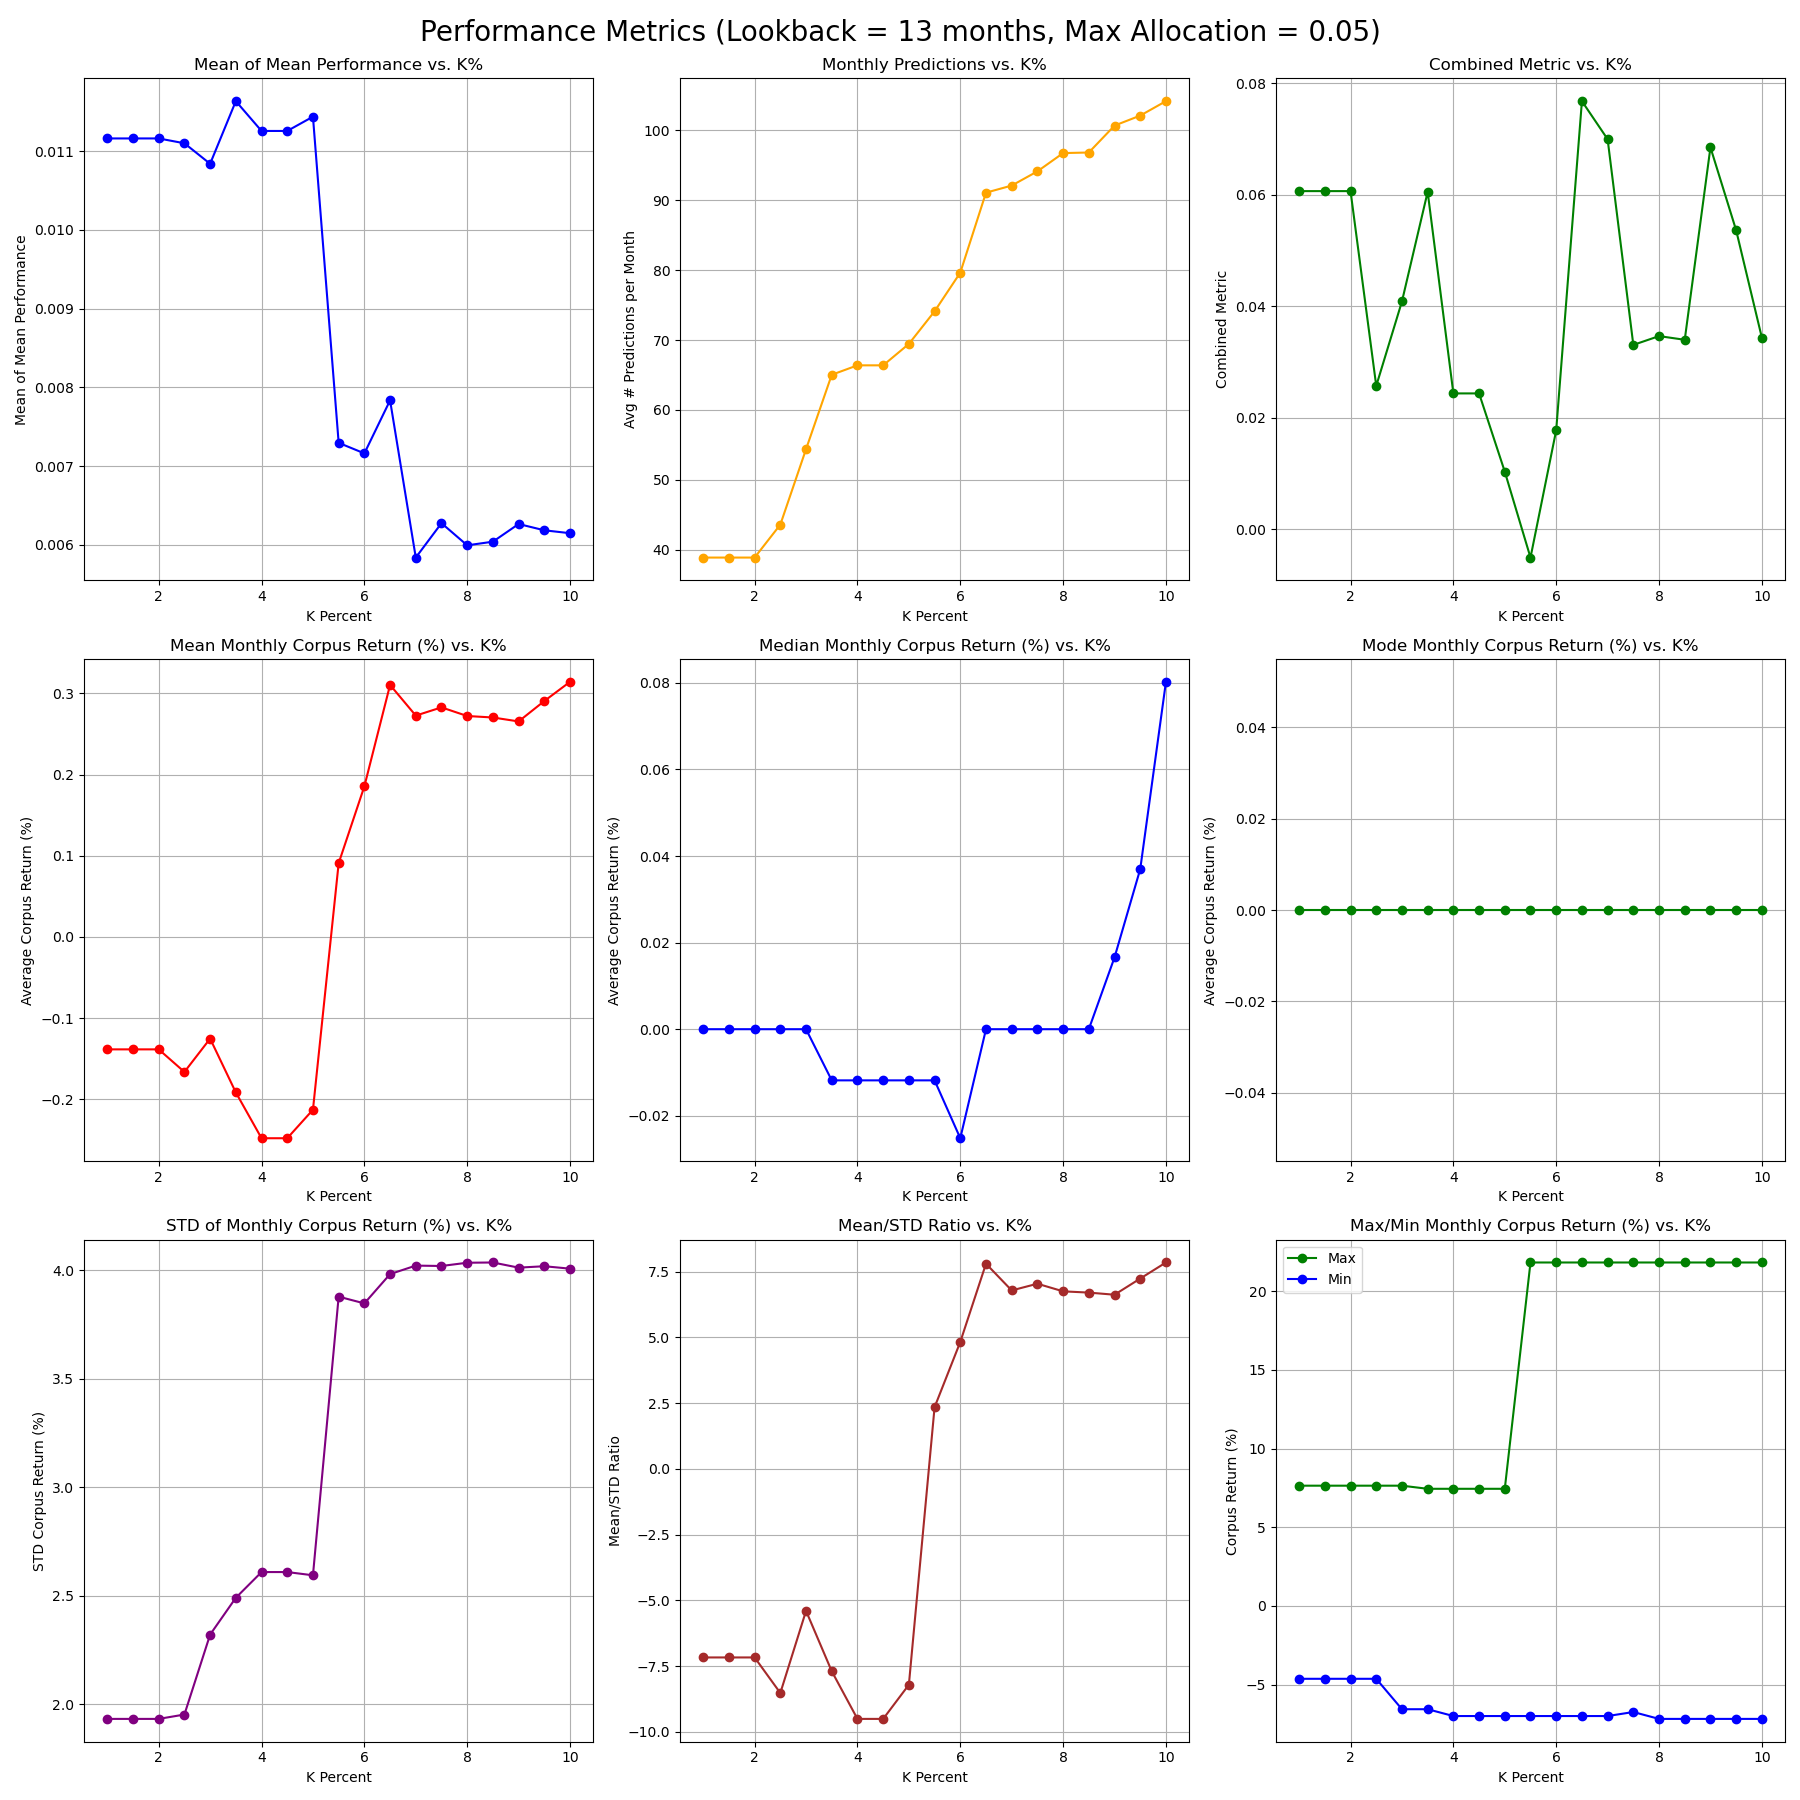 Performance Metrics (Lookback = 13 months, Max Allocation = 0.05)
Mean of Mean Performance vs. K%
Mean of Mean Performance
0.011
0.010
0.009
0.008
0.007
0.006
2 4 6 8 10
K Percent
Monthly Predictions vs. K%
Avg # Predictions per Month
100
90
80
70
60
50
40
2 4 6 8 10
K Percent
Combined Metric vs. K%
Combined Metric
0.08
0.06
0.04
0.02
0.00
2 4 6 8 10
K Percent
Mean Monthly Corpus Return (%) vs. K%
Average Corpus Return (%)
0.3
0.2
0.1
0.0
−0.1
−0.2
2 4 6 8 10
K Percent
Median Monthly Corpus Return (%) vs. K%
Average Corpus Return (%)
0.08
0.06
0.04
0.02
0.00
−0.02
2 4 6 8 10
K Percent
Mode Monthly Corpus Return (%) vs. K%
Average Corpus Return (%)
0.04
0.02
0.00
−0.02
−0.04
2 4 6 8 10
K Percent
STD of Monthly Corpus Return (%) vs. K%
STD Corpus Return (%)
4.0
3.5
3.0
2.5
2.0
2 4 6 8 10
K Percent
Mean/STD Ratio vs. K%
Mean/STD Ratio
7.5
5.0
2.5
0.0
−2.5
−5.0
−7.5
−10.0
2 4 6 8 10
K Percent
Max/Min Monthly Corpus Return (%) vs. K%
Max
Min
Corpus Return (%)
20
15
10
5
0
−5
2 4 6 8 10
K Percent